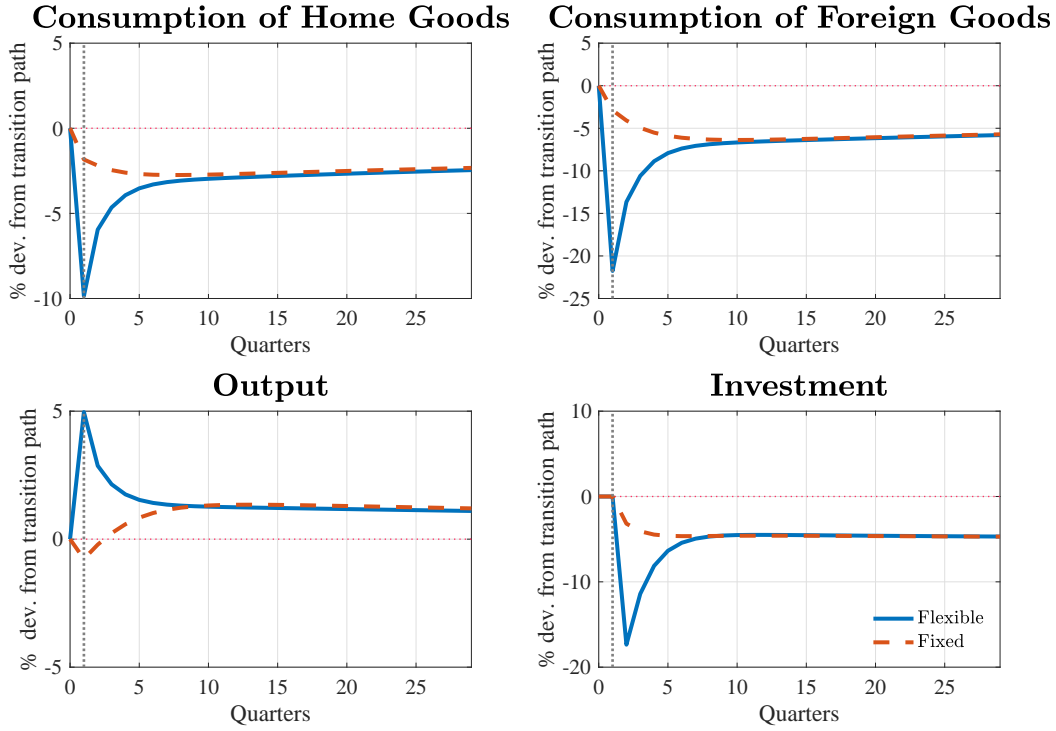 Consumption of Home Goods
% dev. from transition path
5
0
-5
-10
0 5 10 15 20 25
Quarters
Consumption of Foreign Goods
% dev. from transition path
5
0
-5
-10
-15
-20
-25
0 5 10 15 20 25
Quarters
Output
% dev. from transition path
5
0
-5
0 5 10 15 20 25
Quarters
Investment
% dev. from transition path
10
0
-10
-20
Flexible
Fixed
0 5 10 15 20 25
Quarters